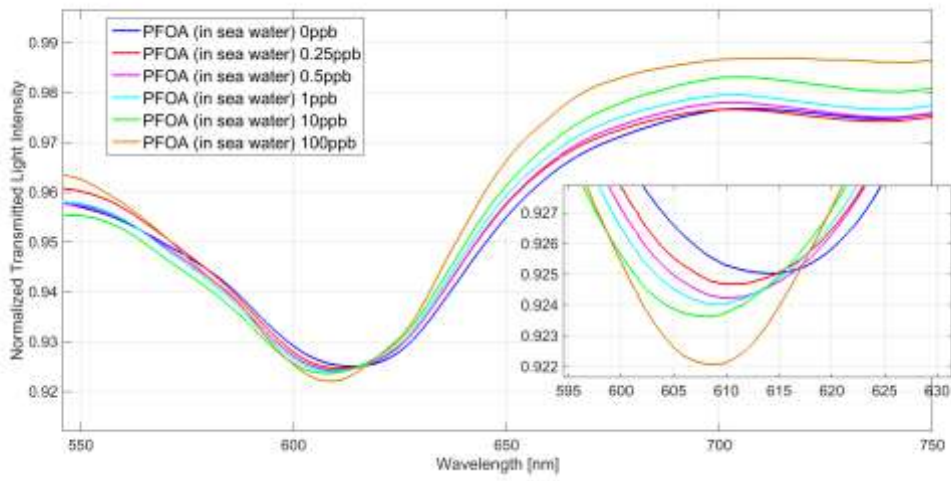 0.99
0.98
0.97
0.96
0.95
0.94
0.93
0.92
Normalized Transmitted Light Intensity
PFOA (in sea water) 0ppb
PFOA (in sea water) 0.25ppb
PFOA (in sea water) 0.5ppb
PFOA (in sea water) 1ppb
PFOA (in sea water) 10ppb
PFOA (in sea water) 100ppb
0.927
0.926
0.925
0.924
0.923
0.922
595 600 605 610 615 620 625 630
550 600 650 700 750
Wavelength [nm]